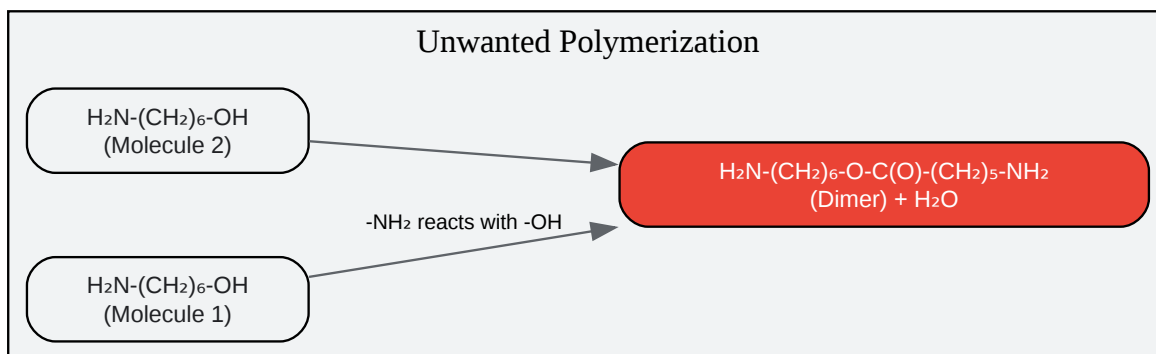 Unwanted Polymerization
H₂N-(CH₂)₆-OH
(Molecule 2)
H₂N-(CH₂)₆-O-C(O)-(CH₂)₅-NH₂
(Dimer) + H₂O
-NH₂ reacts with -OH
H₂N-(CH₂)₆-OH
(Molecule 1)